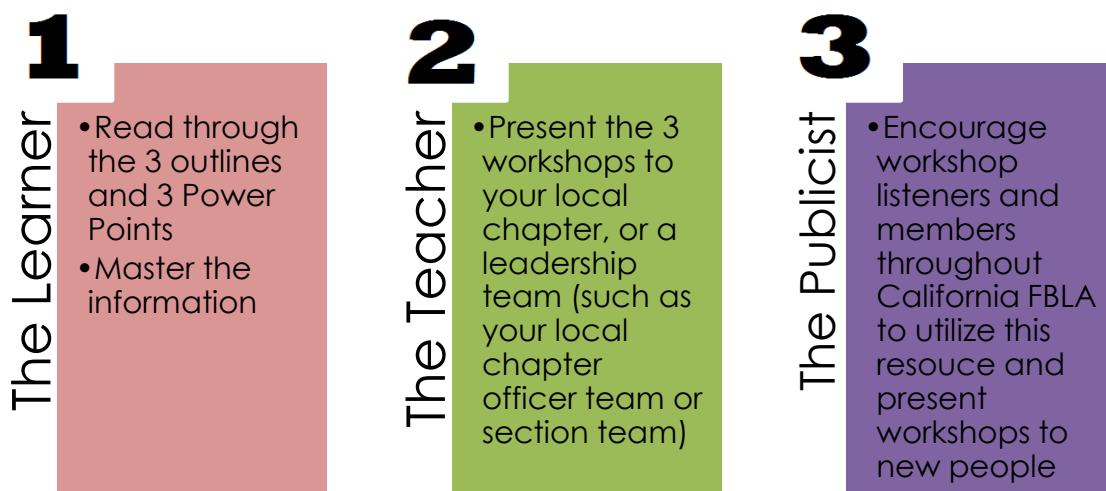 1
The Learner
•Read through
the 3 outlines
and 3 Power
Points
•Master the
information
2
The Teacher
•Present the 3
workshops to
your local
chapter, or a
leadership
team (such as
your local
chapter
officer team or
section team)
3
The Publicist
•Encourage
workshop
listeners and
members
throughout
California FBLA
to utilize this
resouce and
present
workshops to
new people